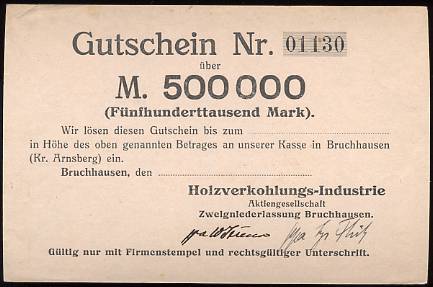 Gutschein Nr. 01130
über
M. 500 000
(Fünfhunderttausend Mark).
Wir lösen diesen Gutschein bis zum
in Höhe des oben genannten Betrages an unserer Kasse in Bruchhausen
(Kr. Arnsberg) ein.
Bruchhausen, den
Holzverkohlungs-Industrie
Aktiengesellschaft
Zweigniederlassung Bruchhausen.
Gültig nur mit Firmenstempel und rechtsgültiger Unterschrift.